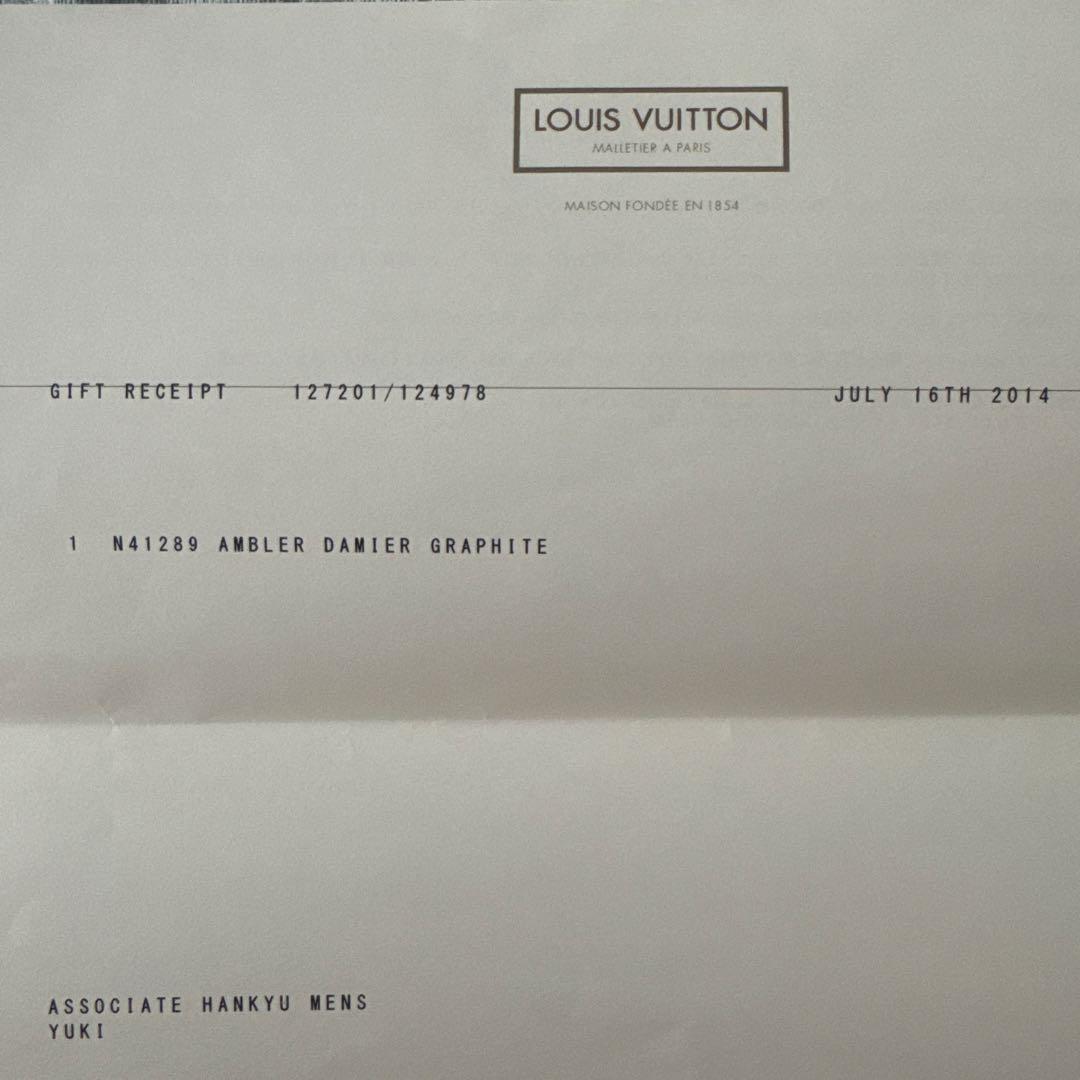 LOUIS VUITTON
MALLETIER A PARIS
MAISON FONDÉE EN 1854
GIFT RECEIPT 127201/124978 JULY 16TH 2014
1 N41289 AMBLER DAMIER GRAPHITE
ASSOCIATE HANKYU MENS
YUKI